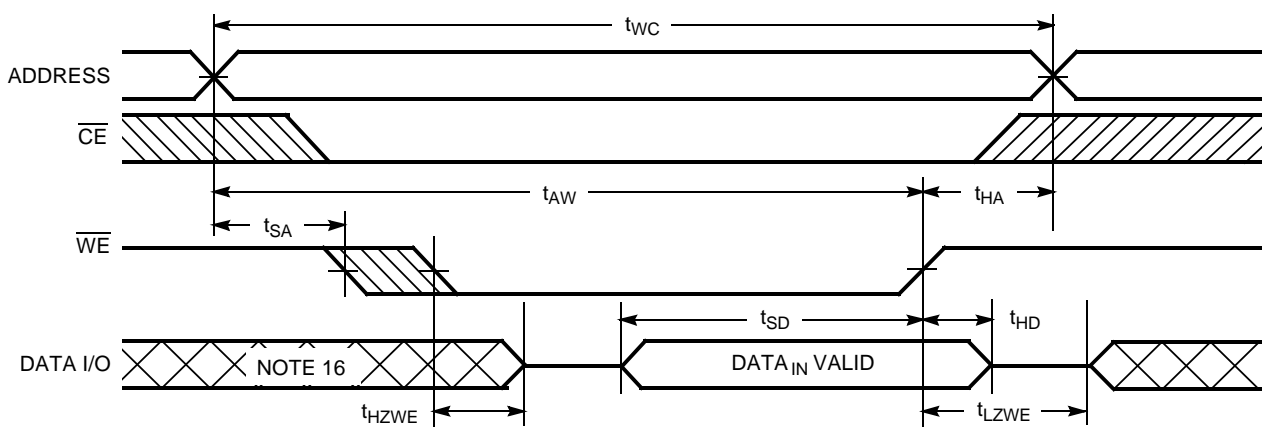 tWC
ADDRESS
CE
tAW
tHA
tSA
WE
tSD
tHD
DATA I/O
NOTE 16
DATAIN VALID
tHZWE
tLZWE